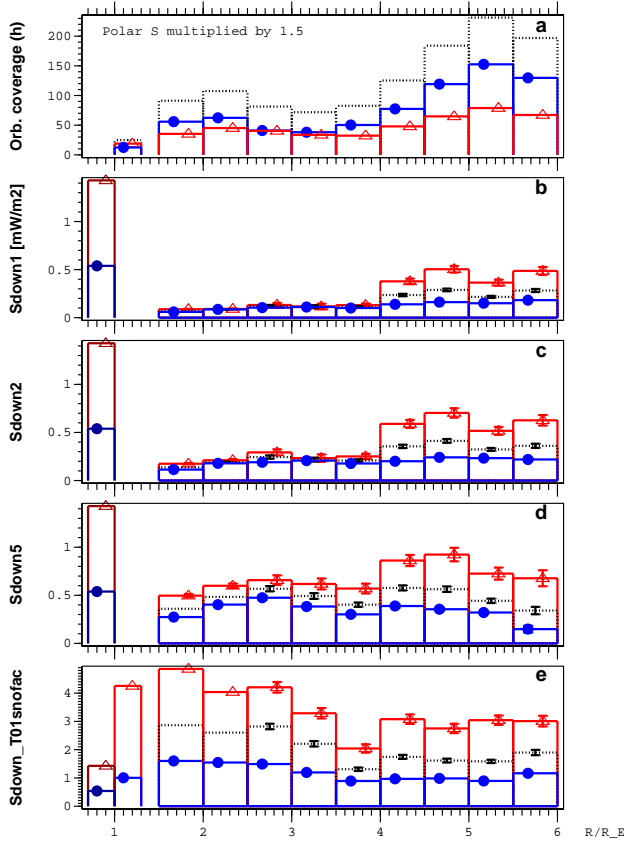 Polar S multiplied by 1.5
a
Orb. coverage (h)
200
150
100
50
0
b
Sdown1 [mW/m2]
1
0.5
0
c
Sdown2
1
0.5
0
d
Sdown5
1
0.5
0
e
Sdown_T01snofac
4
3
2
1
0
1 2 3 4 5 6 R/R_E